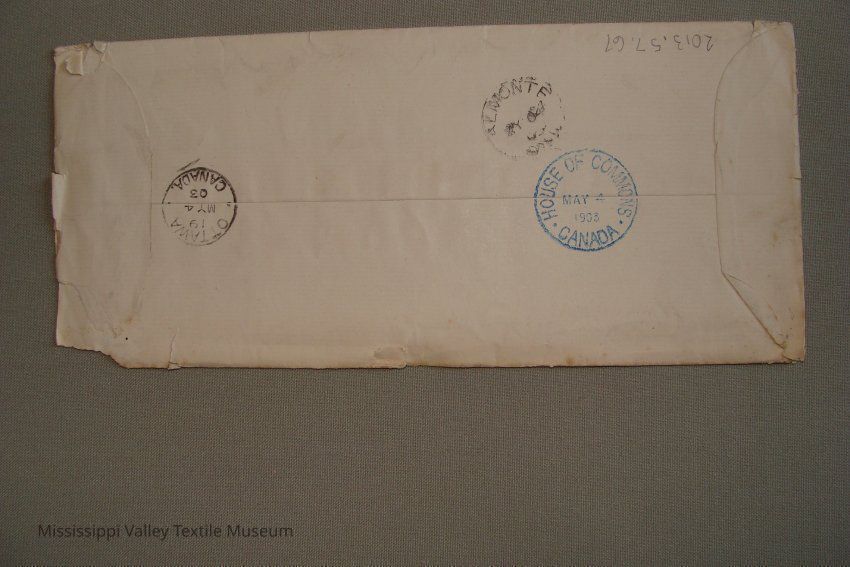 2013.57.67
ALMONTE
HOUSE OF COMMONS
MAY 4
1903
CANADA
OTTAWA
19
MY 4
03
CANADA
Mississippi Valley Textile Museum